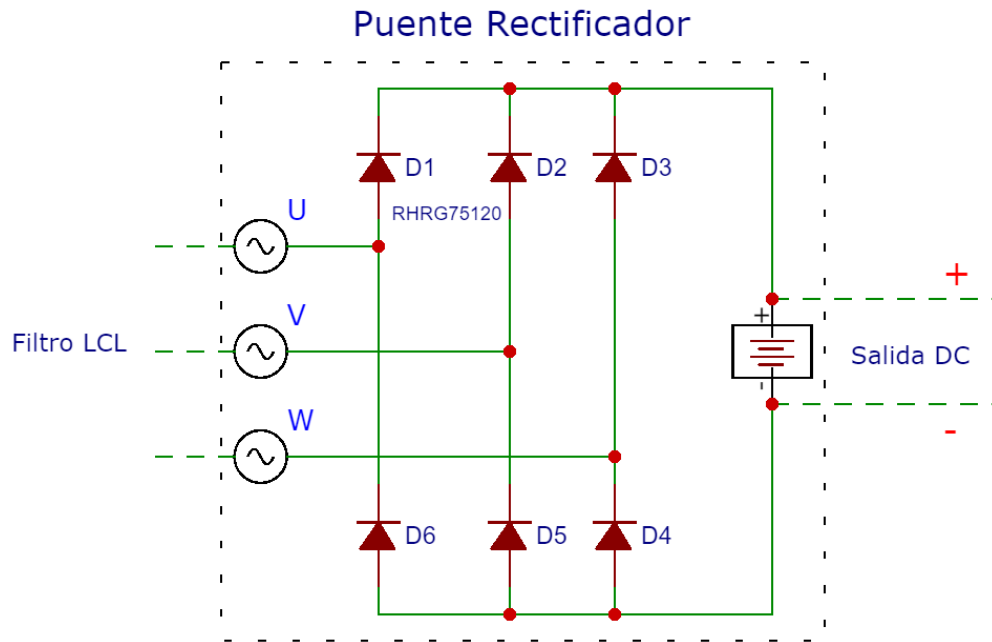 Puente Rectificador
D1
D2
D3
RHRG75120
U
V
W
Filtro LCL
+
-
+
Salida DC
-
D6
D5
D4